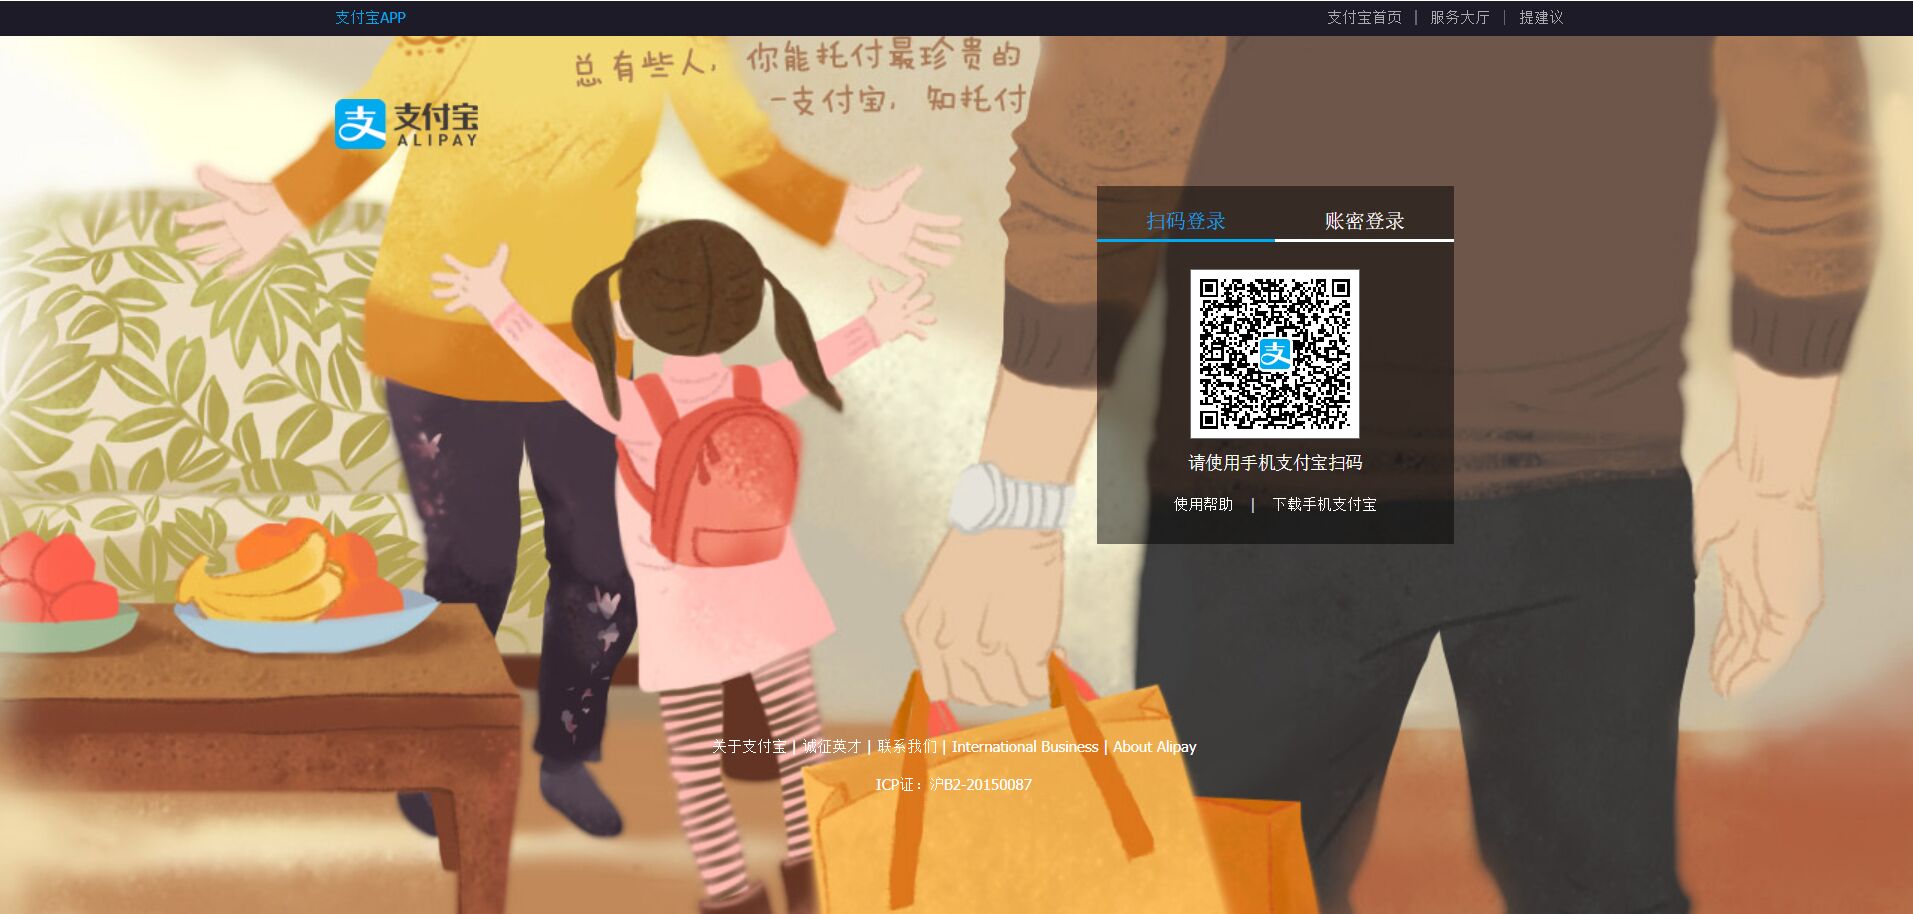 支付宝APP
支付宝首页 | 服务大厅 | 提建议
总有些人，你能托付最珍贵的
-支付宝，知托付
支 支付宝
ALIPAY
扫码登录 账密登录
支
请使用手机支付宝扫码
使用帮助 | 下载手机支付宝
关于支付宝 | 诚征英才 | 联系我们 | International Business | About Alipay
ICP证：沪B2-20150087